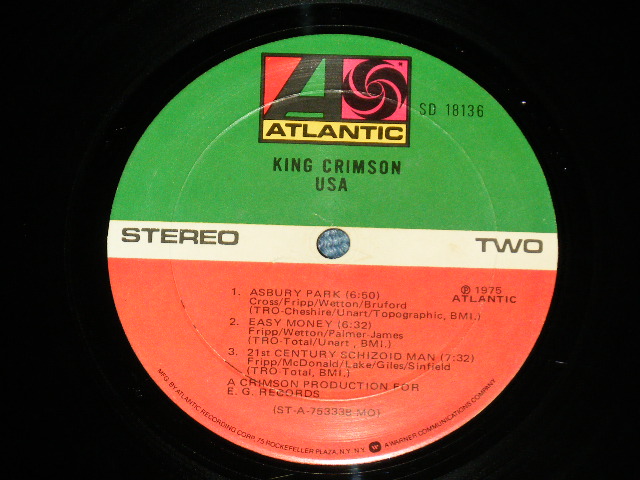 ATLANTIC
SD 18136
KING CRIMSON
USA
STEREO
TWO
1. ASBURY PARK (6:50)
Cross/Fripp/Wetton/Bruford
(TRO-Cheshire/Unart/Topographic, BMI.)
2. EASY MONEY (6:32)
Fripp/Wetton/Palmer-James
(TRO-Total/Unart , BMI.)
3. 21st CENTURY SCHIZOID MAN (7:32)
Fripp/McDonald/Lake/Giles/Sinfield
(TRO-Total, BMI.)
℗ 1975
ATLANTIC
A CRIMSON PRODUCTION FOR
E. G. RECORDS
(ST-A-753338 MO)
MFG. BY ATLANTIC RECORDING CORP., 75 ROCKEFELLER PLAZA, N.Y., N.Y. A WARNER COMMUNICATIONS COMPANY